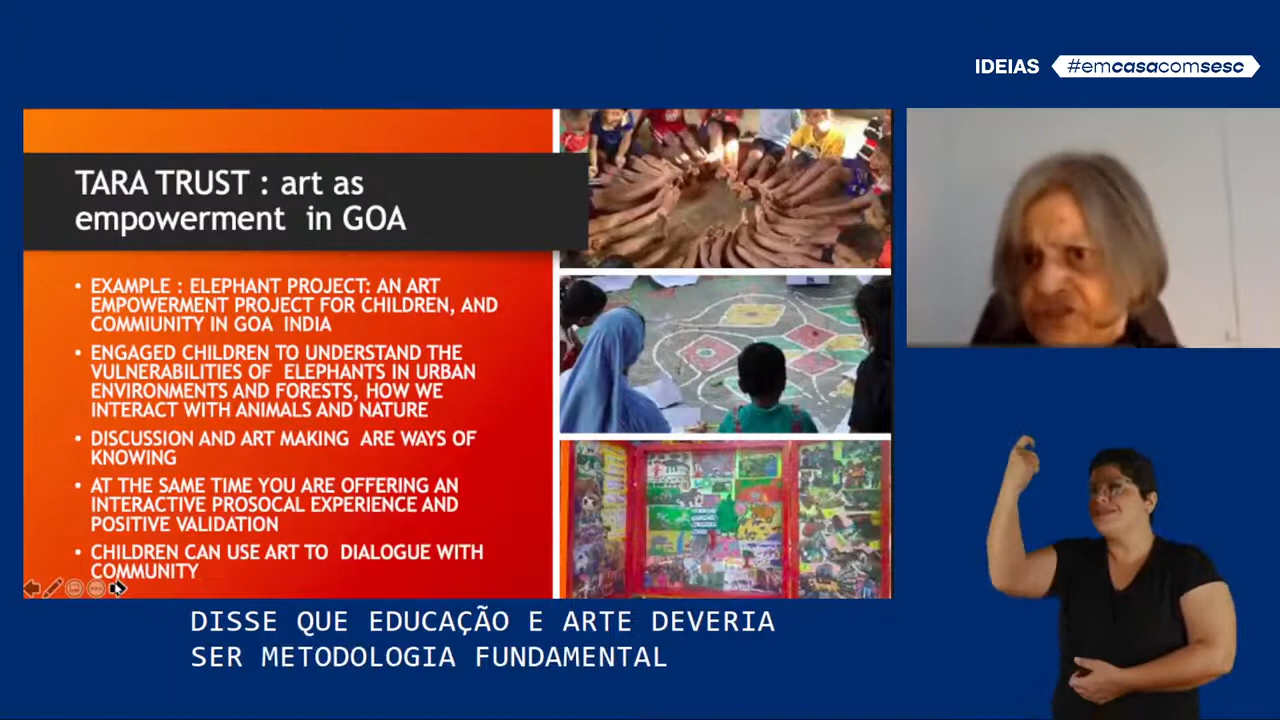 IDEIAS #emcasacomsesc
TARA TRUST : art as
empowerment in GOA
• EXAMPLE : ELEPHANT PROJECT: AN ART
EMPOWERMENT PROJECT FOR CHILDREN, AND
COMMIUNITY IN GOA INDIA
• ENGAGED CHILDREN TO UNDERSTAND THE
VULNERABILITIES OF ELEPHANTS IN URBAN
ENVIRONMENTS AND FORESTS, HOW WE
INTERACT WITH ANIMALS AND NATURE
• DISCUSSION AND ART MAKING ARE WAYS OF
KNOWING
• AT THE SAME TIME YOU ARE OFFERING AN
INTERACTIVE PROSOCAL EXPERIENCE AND
POSITIVE VALIDATION
• CHILDREN CAN USE ART TO DIALOGUE WITH
COMMUNITY
DISSE QUE EDUCAÇÃO E ARTE DEVERIA
SER METODOLOGIA FUNDAMENTAL